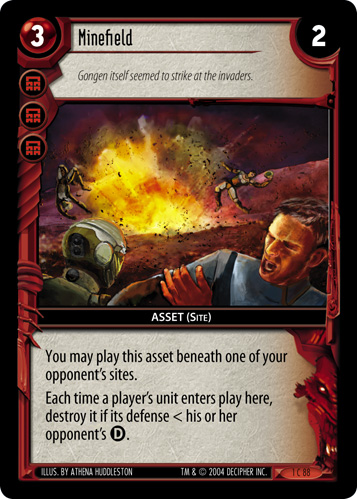 3 Minefield 2
Gongen itself seemed to strike at the invaders.
ASSET (SITE)
You may play this asset beneath one of your
opponent's sites.
Each time a player's unit enters play here,
destroy it if its defense < his or her
opponent's D.
ILLUS. BY ATHENA HUDDLESTON TM & © 2004 DECIPHER INC. 1 C 88